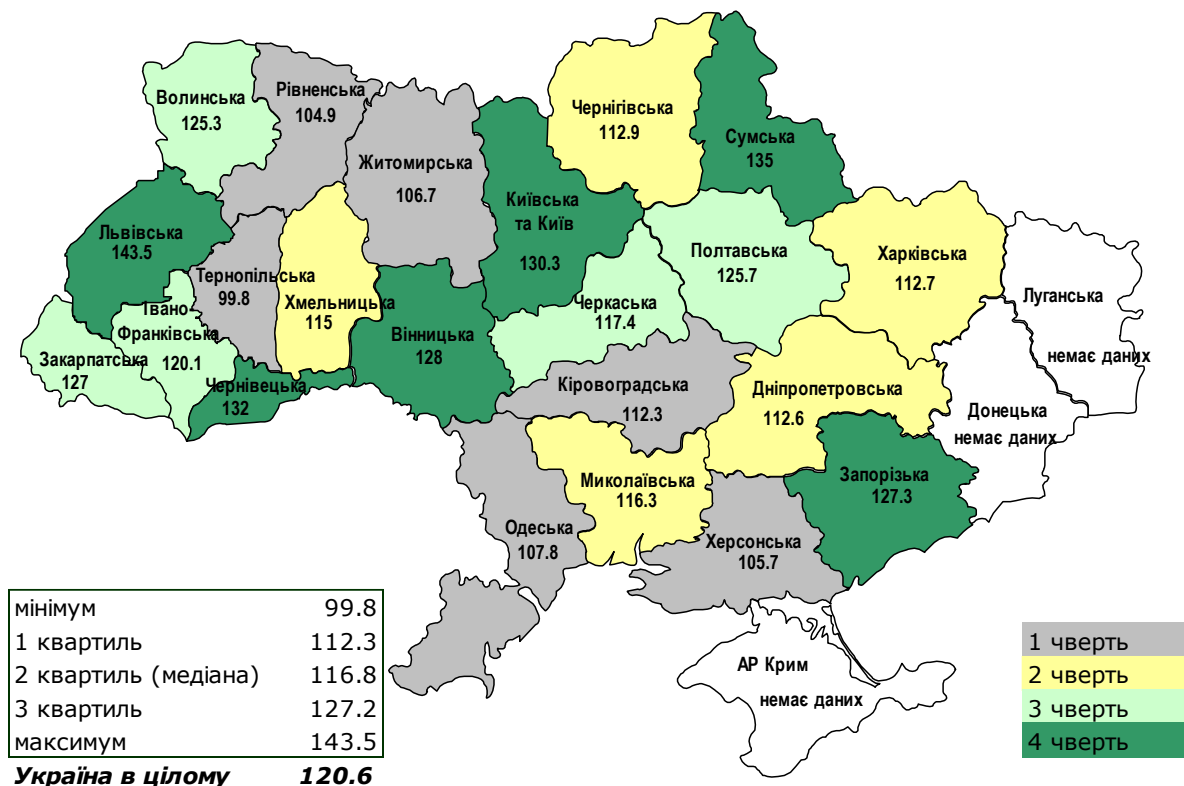 Волинська
125.3
Рівненська
104.9
Житомирська
106.7
Чернігівська
112.9
Сумська
135
Київська
та Київ
130.3
Львівська
143.5
Тернопільська
99.8
Хмельницька
115
Івано-
Франківська
120.1
Закарпатська
127
Чернівецька
132
Вінницька
128
Черкаська
117.4
Полтавська
125.7
Харківська
112.7
Луганська
немає даних
Донецька
немає даних
Кіровоградська
112.3
Дніпропетровська
112.6
Запорізька
127.3
Миколаївська
116.3
Одеська
107.8
Херсонська
105.7
АР Крим
немає даних
мінімум 99.8
1 квартиль 112.3
2 квартиль (медіана) 116.8
3 квартиль 127.2
максимум 143.5
Україна в цілому 120.6
1 чверть
2 чверть
3 чверть
4 чверть